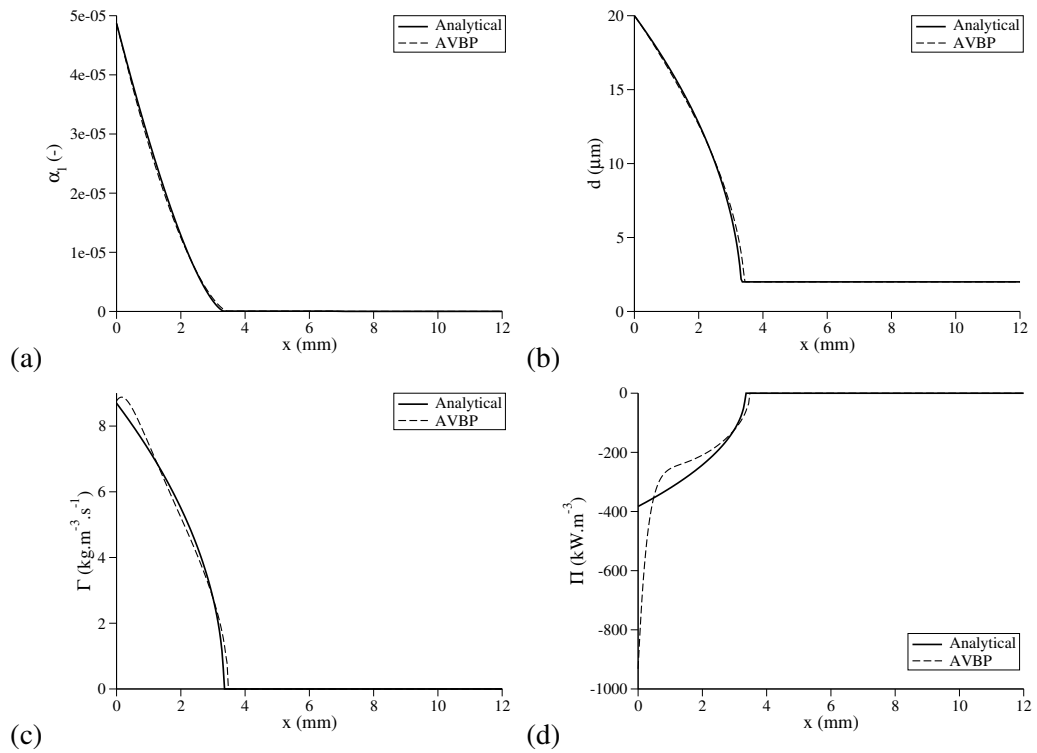 5e-05
4e-05
3e-05
2e-05
1e-05
0
α_l (-)
0 2 4 6 8 10 12
x (mm)
Analytical
AVBP
(a)
20
15
10
5
0
d (μm)
0 2 4 6 8 10 12
x (mm)
Analytical
AVBP
(b)
8
6
4
2
0
Γ (kg.m⁻³.s⁻¹)
0 2 4 6 8 10 12
x (mm)
Analytical
AVBP
(c)
0
-200
-400
-600
-800
-1000
Π (kW.m⁻³)
0 2 4 6 8 10 12
x (mm)
Analytical
AVBP
(d)